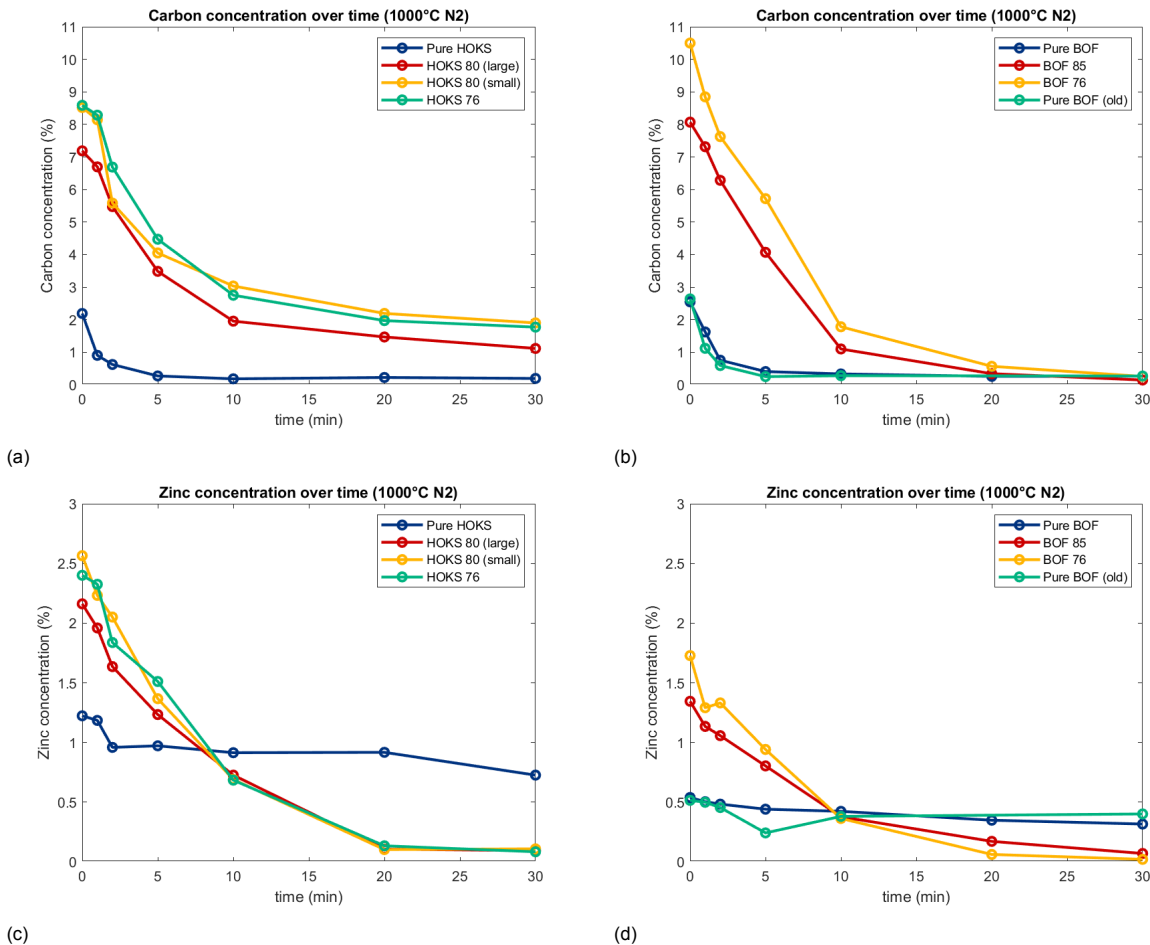 Carbon concentration over time (1000°C N2)
Carbon concentration (%)
11
10
9
8
7
6
5
4
3
2
1
0
Pure HOKS
HOKS 80 (large)
HOKS 80 (small)
HOKS 76
0 5 10 15 20 25 30
time (min)
(a)
Carbon concentration over time (1000°C N2)
Carbon concentration (%)
11
10
9
8
7
6
5
4
3
2
1
0
Pure BOF
BOF 85
BOF 76
Pure BOF (old)
0 5 10 15 20 25 30
time (min)
(b)
Zinc concentration over time (1000°C N2)
Zinc concentration (%)
3
2.5
2
1.5
1
0.5
0
Pure HOKS
HOKS 80 (large)
HOKS 80 (small)
HOKS 76
0 5 10 15 20 25 30
time (min)
(c)
Zinc concentration over time (1000°C N2)
Zinc concentration (%)
3
2.5
2
1.5
1
0.5
0
Pure BOF
BOF 85
BOF 76
Pure BOF (old)
0 5 10 15 20 25 30
time (min)
(d)